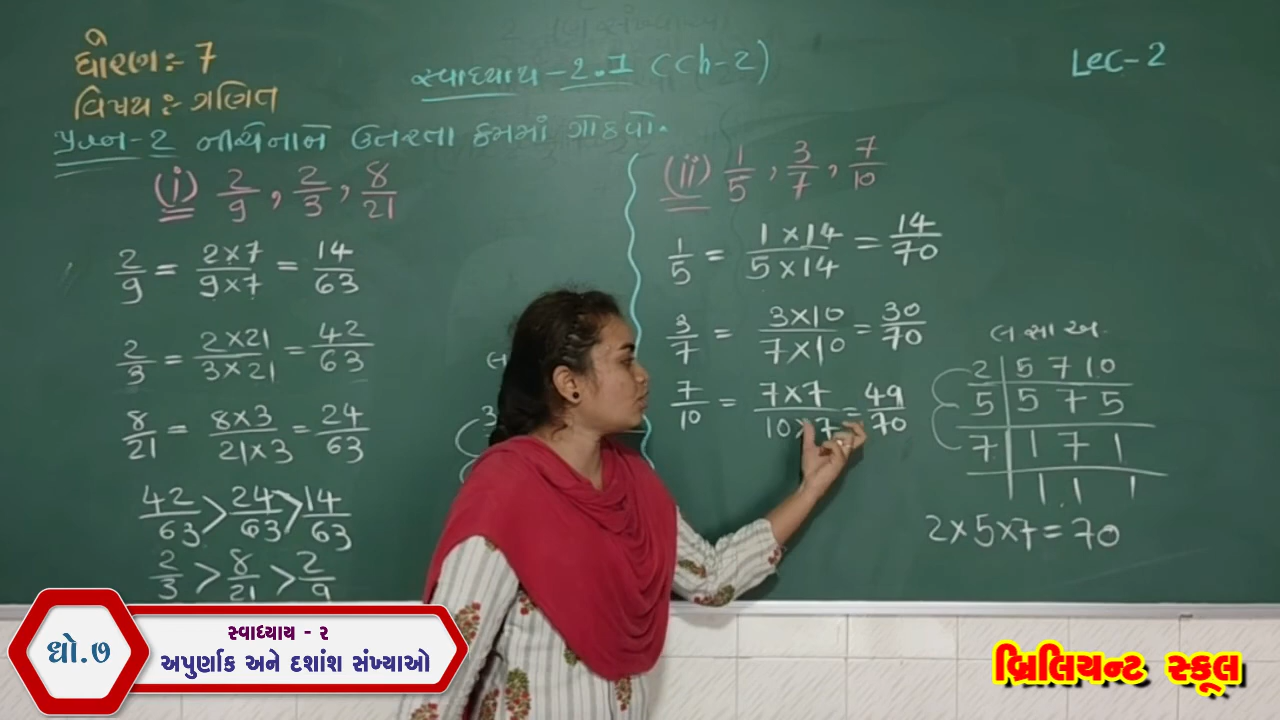 ધોરણ:- 7
વિષય:- ગણિત
સ્વાધ્યાય - 2.1 (Ch-2)
Lec-2
પ્રશ્ન-2 નીચેનાને ઉતરતા ક્રમમાં ગોઠવો.
(i) 2/9, 2/3, 8/21
2/9 = 2×7/9×7 = 14/63
2/3 = 2×21/3×21 = 42/63
8/21 = 8×3/21×3 = 24/63
42/63 > 24/63 > 14/63
2/3 > 8/21 > 2/9
(ii) 1/5, 3/7, 7/10
1/5 = 1×14/5×14 = 14/70
3/7 = 3×10/7×10 = 30/70
7/10 = 7×7/10×7 = 49/70
લ સા અ.
2 | 5 7 10
5 | 5 7 5
7 | 1 7 1
| 1 1 1
2×5×7=70
ધો.૭
સ્વાધ્યાય - ૨
અપુર્ણાક અને દશાંશ સંખ્યાઓ
બ્રિલિયન્ટ સ્કૂલ